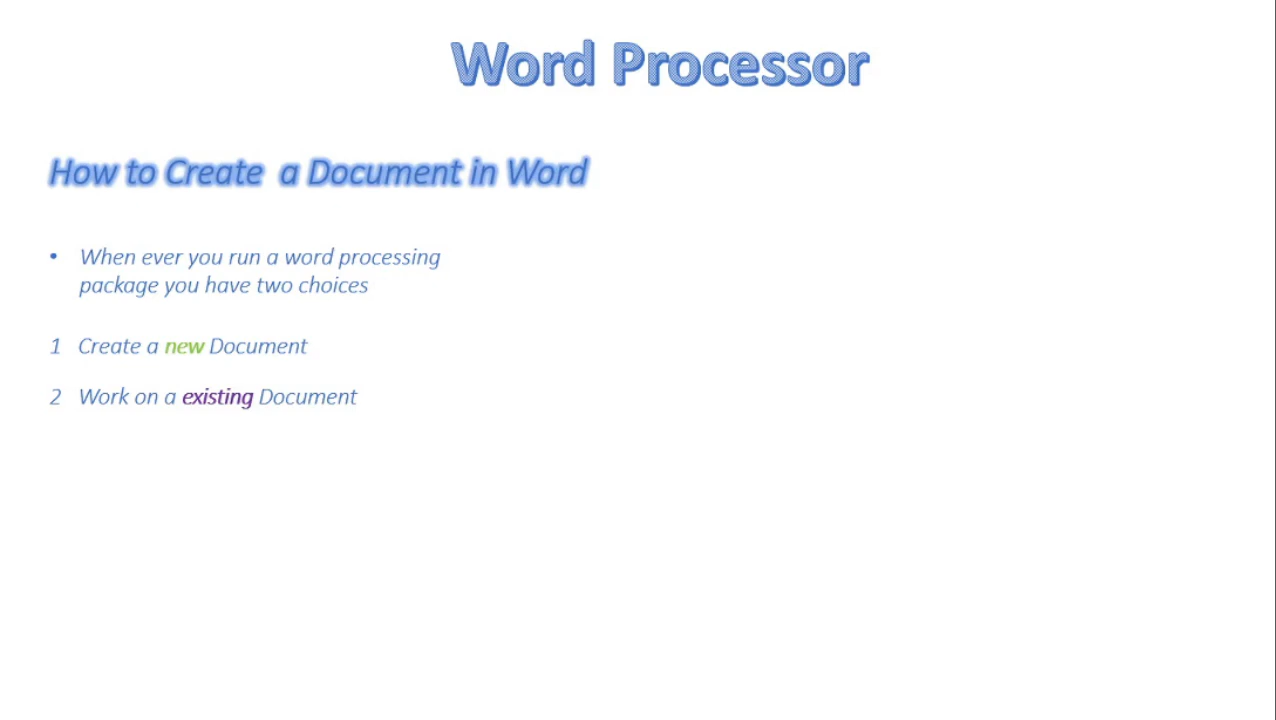 Word Processor
How to Create  a Document in Word
• When ever you run a word processing
package you have two choices
1 Create a new Document
2 Work on a existing Document